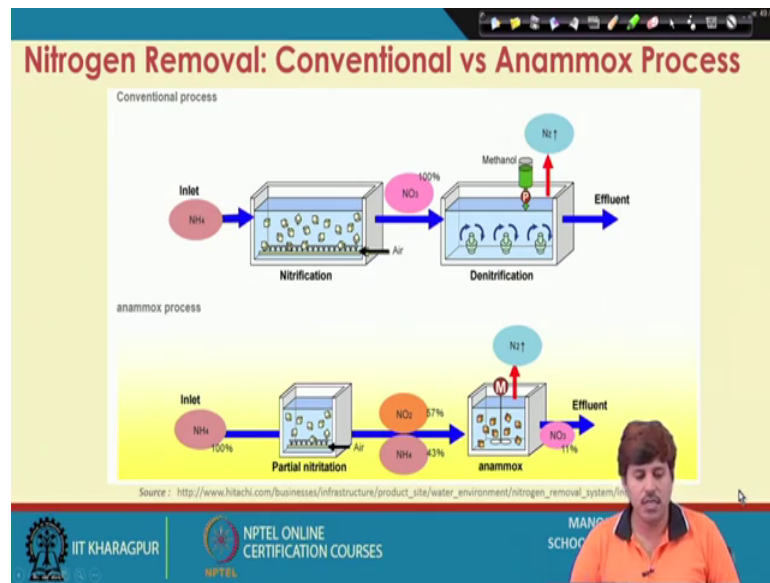 Nitrogen Removal: Conventional vs Anammox Process
Conventional process
N2↑
Methanol
P
100%
Inlet
NH4
NO3
Effluent
Air
Nitrification
Denitrification
anammox process
N2↑
M
Inlet
NH4
100%
NO2
57%
NH4
43%
Effluent
NO3
11%
Air
Partial nitritation
anammox
Source : http://www.hitachi.com/businesses/infrastructure/product_site/water_environment/nitrogen_removal_system/
IIT KHARAGPUR
NPTEL
NPTEL ONLINE
CERTIFICATION COURSES
SCHOOL